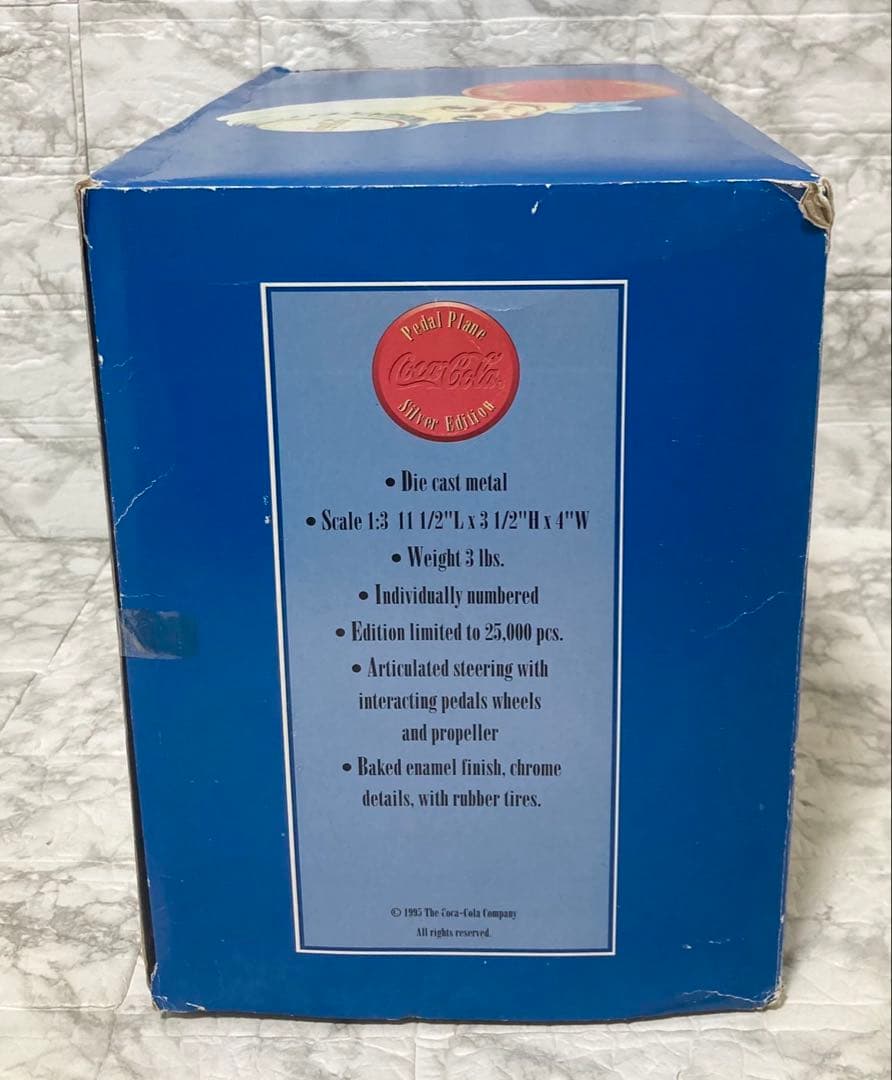 Pedal Plane
Coca-Cola
Silver Edition
• Die cast metal
• Scale 1:3 11 1/2"L x 3 1/2"H x 4"W
• Weight 3 lbs.
• Individually numbered
• Edition limited to 25,000 pcs.
• Articulated steering with
interacting pedals wheels
and propeller
• Baked enamel finish, chrome
details, with rubber tires.
© 1995 The Coca-Cola Company
All rights reserved.